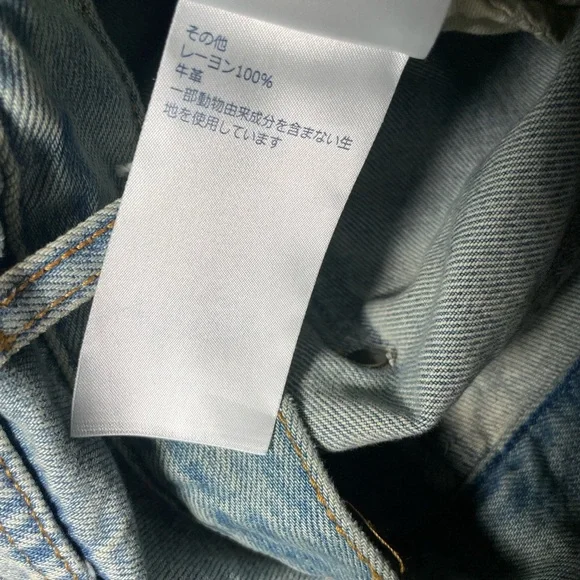 その他
レーヨン100%
牛革
一部動物由来成分を含まない生
地を使用しています